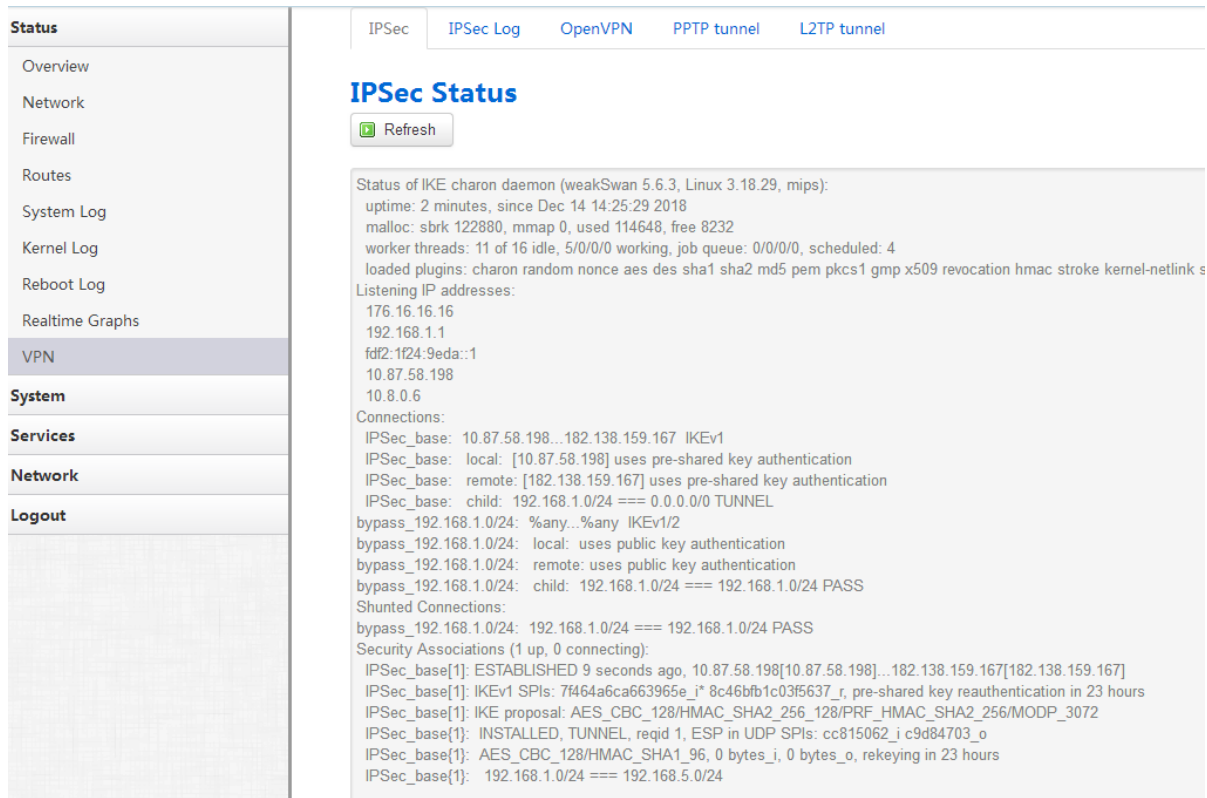 Status
Overview
Network
Firewall
Routes
System Log
Kernel Log
Reboot Log
Realtime Graphs
VPN
System
Services
Network
Logout
IPSec IPSec Log OpenVPN PPTP tunnel L2TP tunnel
IPSec Status
Refresh
Status of IKE charon daemon (weakSwan 5.6.3, Linux 3.18.29, mips):
uptime: 2 minutes, since Dec 14 14:25:29 2018
malloc: sbrk 122880, mmap 0, used 114648, free 8232
worker threads: 11 of 16 idle, 5/0/0/0 working, job queue: 0/0/0/0, scheduled: 4
loaded plugins: charon random nonce aes des sha1 sha2 md5 pem pkcs1 gmp x509 revocation hmac stroke kernel-netlink s
Listening IP addresses:
176.16.16.16
192.168.1.1
fdf2:1f24:9eda::1
10.87.58.198
10.8.0.6
Connections:
IPSec_base: 10.87.58.198...182.138.159.167 IKEv1
IPSec_base: local: [10.87.58.198] uses pre-shared key authentication
IPSec_base: remote: [182.138.159.167] uses pre-shared key authentication
IPSec_base: child: 192.168.1.0/24 === 0.0.0.0/0 TUNNEL
bypass_192.168.1.0/24: %any...%any IKEv1/2
bypass_192.168.1.0/24: local: uses public key authentication
bypass_192.168.1.0/24: remote: uses public key authentication
bypass_192.168.1.0/24: child: 192.168.1.0/24 === 192.168.1.0/24 PASS
Shunted Connections:
bypass_192.168.1.0/24: 192.168.1.0/24 === 192.168.1.0/24 PASS
Security Associations (1 up, 0 connecting):
IPSec_base[1]: ESTABLISHED 9 seconds ago, 10.87.58.198[10.87.58.198]...182.138.159.167[182.138.159.167]
IPSec_base[1]: IKEv1 SPIs: 7f464a6ca663965e_i* 8c46bfb1c03f5637_r, pre-shared key reauthentication in 23 hours
IPSec_base[1]: IKE proposal: AES_CBC_128/HMAC_SHA2_256_128/PRF_HMAC_SHA2_256/MODP_3072
IPSec_base{1}: INSTALLED, TUNNEL, reqid 1, ESP in UDP SPIs: cc815062_i c9d84703_o
IPSec_base{1}: AES_CBC_128/HMAC_SHA1_96, 0 bytes_i, 0 bytes_o, rekeying in 23 hours
IPSec_base{1}: 192.168.1.0/24 === 192.168.5.0/24